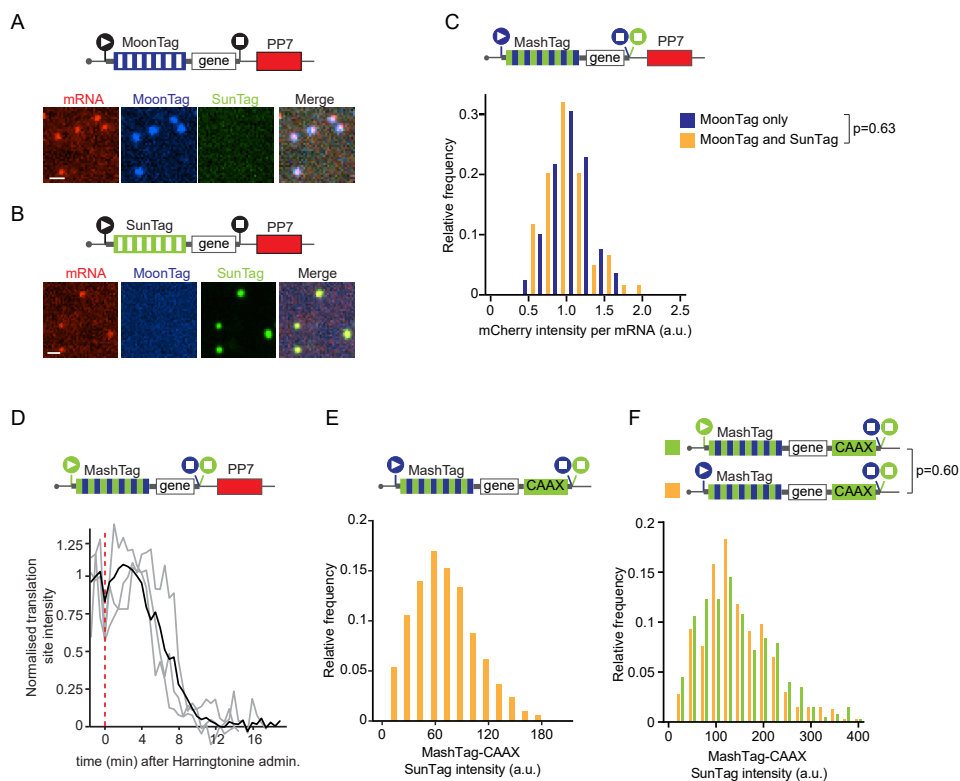 A
MoonTag
gene
PP7
mRNA MoonTag SunTag Merge
B
SunTag
gene
PP7
mRNA MoonTag SunTag Merge
C
MashTag
gene
PP7
MoonTag only
MoonTag and SunTag
p=0.63
Relative frequency
0.3
0.2
0.1
0
0 0.5 1.0 1.5 2.0 2.5
mCherry intensity per mRNA (a.u.)
D
MashTag
gene
PP7
Normalised translation
site intensity
1.25
1
0.75
0.5
0.25
0
0 4 8 12 16
time (min) after Harringtonine admin.
E
MashTag
gene
CAAX
Relative frequency
0.2
0.15
0.1
0.05
0
0 60 120 180
MashTag-CAAX
SunTag intensity (a.u.)
F
MashTag
gene
CAAX
MashTag
gene
CAAX
p=0.60
Relative frequency
0.2
0.15
0.1
0.05
0
0 100 200 300 400
MashTag-CAAX
SunTag intensity (a.u.)